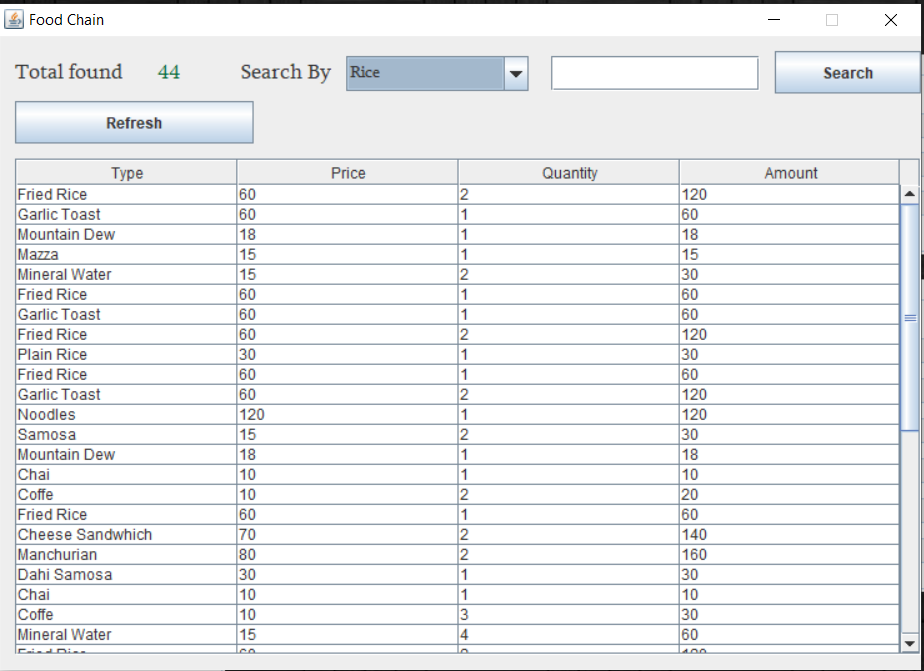 Food Chain
Total found 44 Search By Rice Search
Refresh
Type Price Quantity Amount
Fried Rice 60 2 120
Garlic Toast 60 1 60
Mountain Dew 18 1 18
Mazza 15 1 15
Mineral Water 15 2 30
Fried Rice 60 1 60
Garlic Toast 60 1 60
Fried Rice 60 2 120
Plain Rice 30 1 30
Fried Rice 60 1 60
Garlic Toast 60 2 120
Noodles 120 1 120
Samosa 15 2 30
Mountain Dew 18 1 18
Chai 10 1 10
Coffe 10 2 20
Fried Rice 60 1 60
Cheese Sandwhich 70 2 140
Manchurian 80 2 160
Dahi Samosa 30 1 30
Chai 10 1 10
Coffe 10 3 30
Mineral Water 15 4 60
Fried Rice 60 2 120